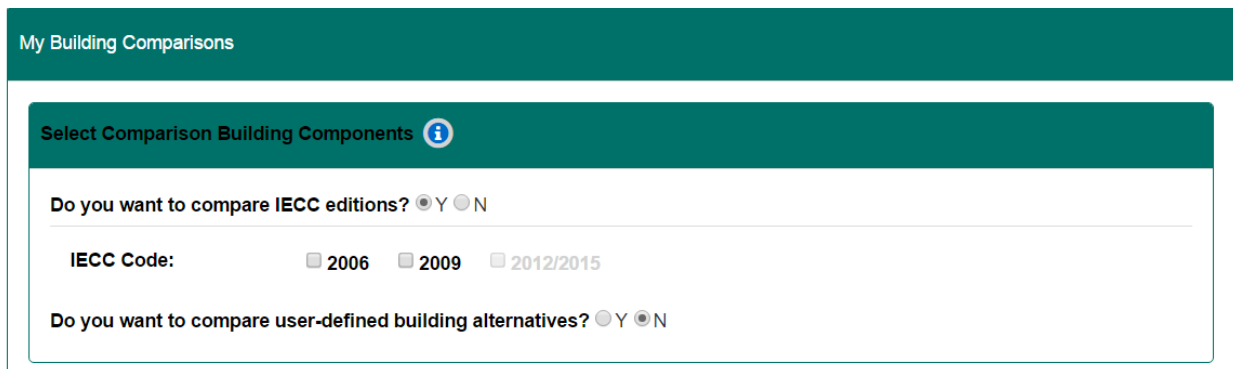 My Building Comparisons
Select Comparison Building Components
Do you want to compare IECC editions? Y N
IECC Code: 2006 2009 2012/2015
Do you want to compare user-defined building alternatives? Y N